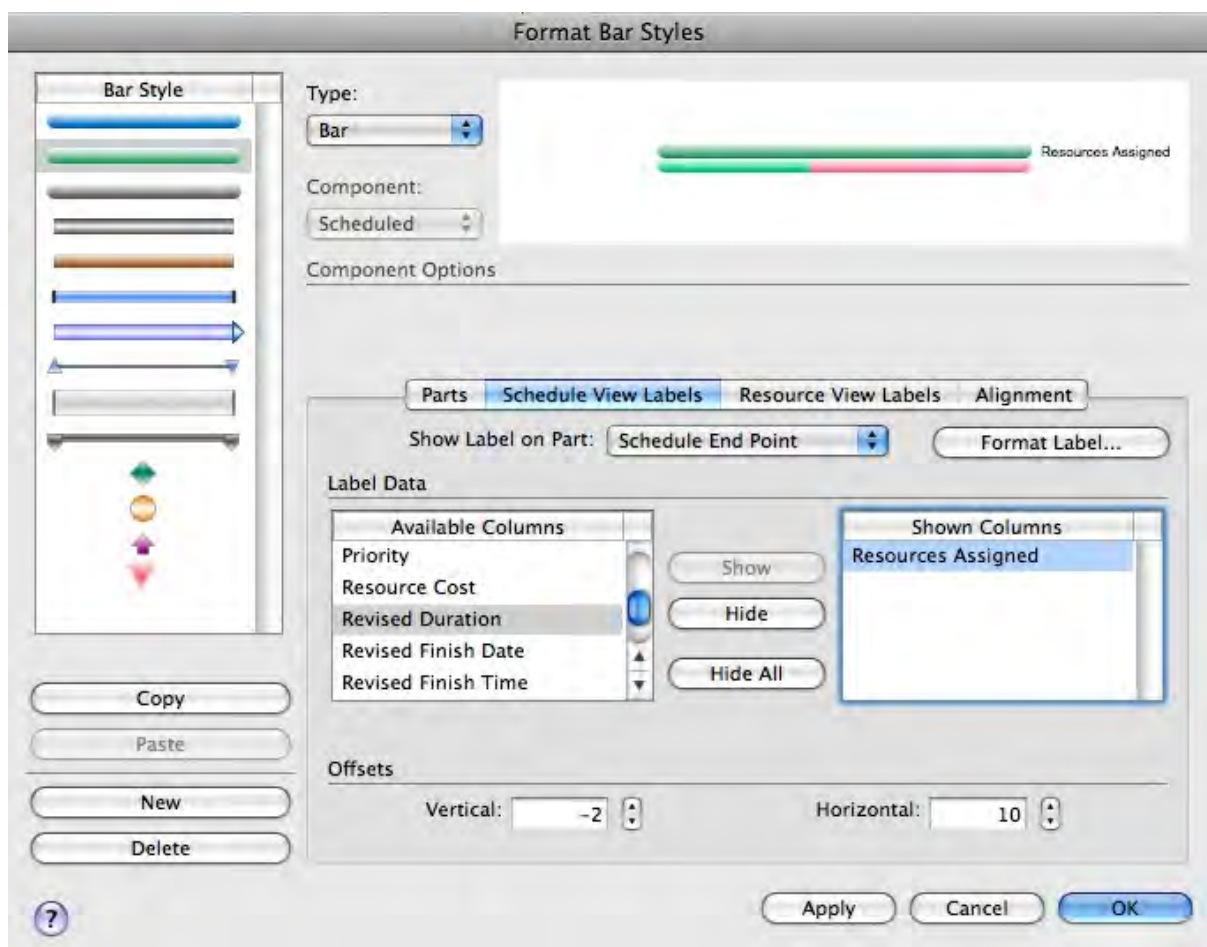 Format Bar Styles
Bar Style
Type:
Bar
Resources Assigned
Component:
Scheduled
Component Options
Parts Schedule View Labels Resource View Labels Alignment
Show Label on Part: Schedule End Point Format Label...
Label Data
Available Columns
Priority
Resource Cost
Revised Duration
Revised Finish Date
Revised Finish Time
Show
Hide
Hide All
Shown Columns
Resources Assigned
Offsets
Vertical: -2 Horizontal: 10
Copy
Paste
New
Delete
?
Apply Cancel OK